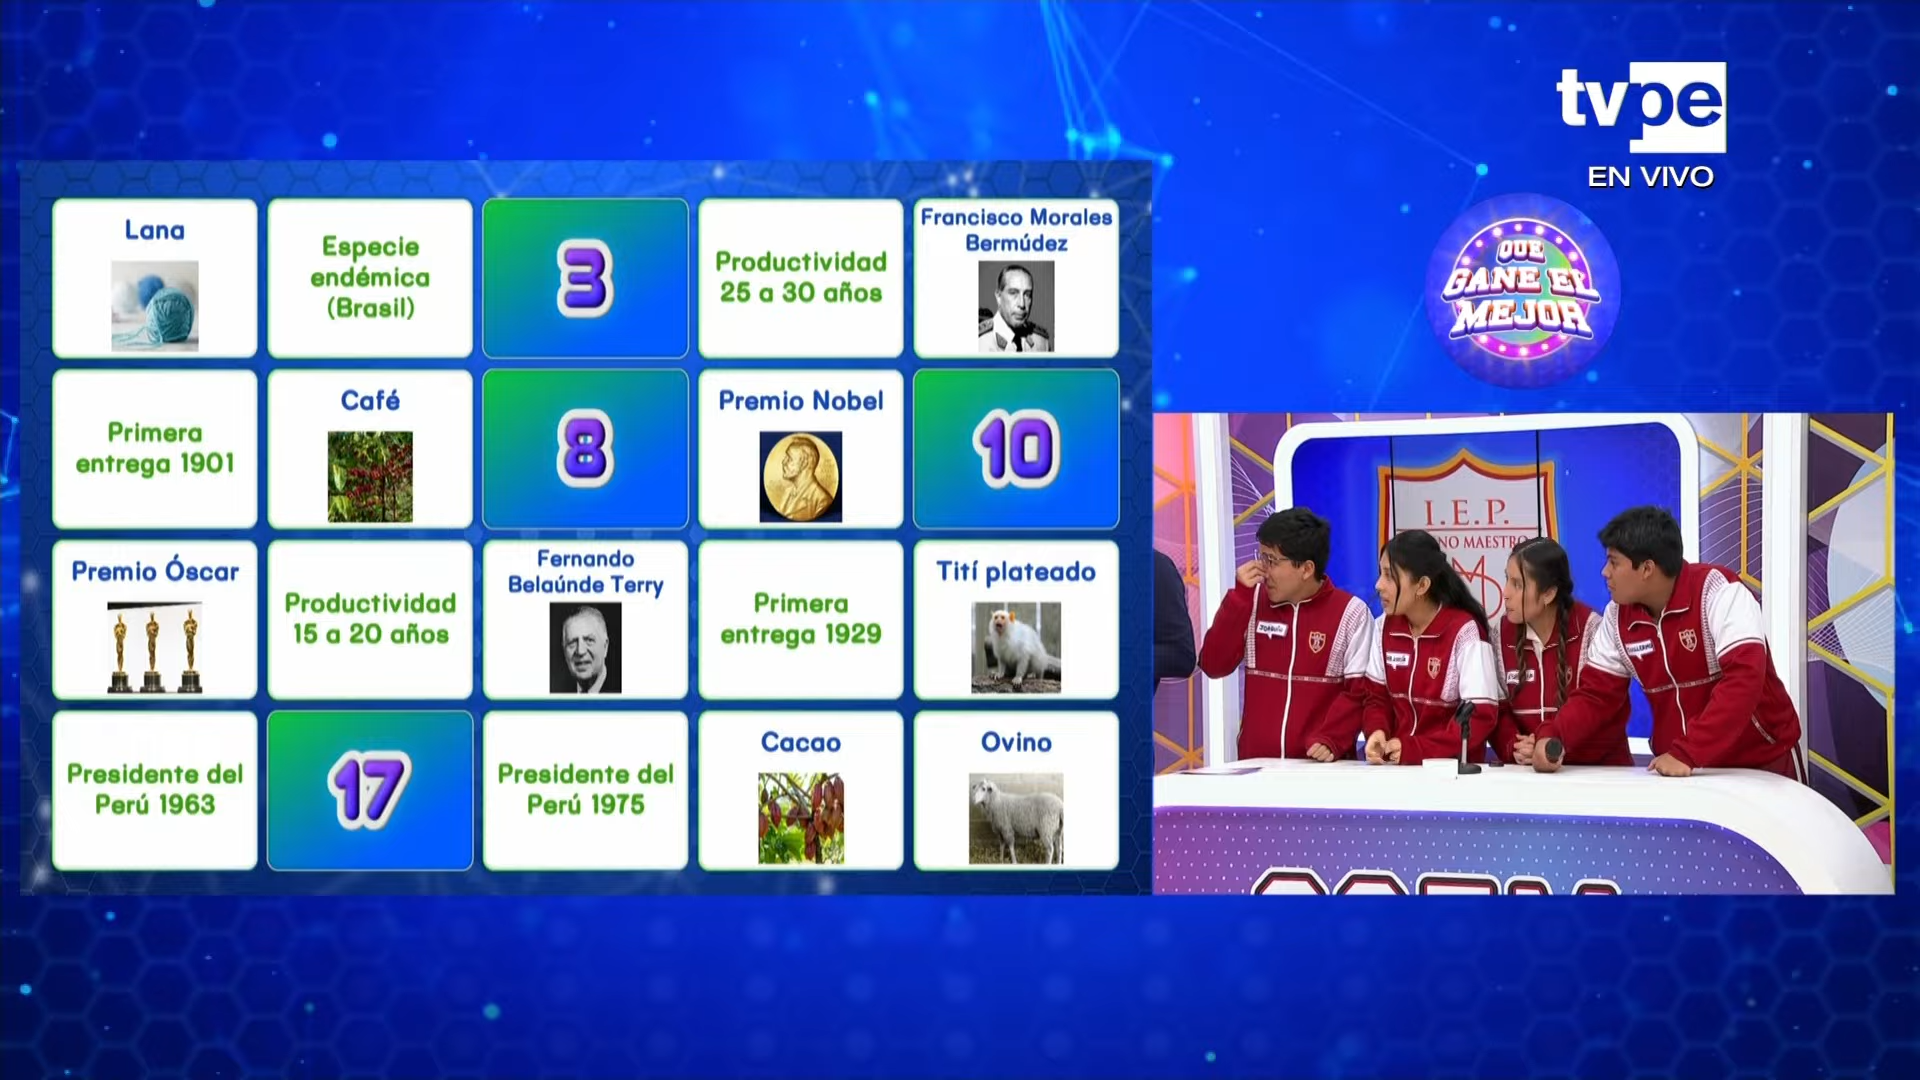 tvpe
EN VIVO
QUE
GANE EL
MEJOR
Lana
Especie
endémica
(Brasil)
3
Productividad
25 a 30 años
Francisco Morales
Bermúdez
Primera
entrega 1901
Café
8
Premio Nobel
10
Premio Óscar
Productividad
15 a 20 años
Fernando
Belaúnde Terry
Primera
entrega 1929
Tití plateado
Presidente del
Perú 1963
17
Presidente del
Perú 1975
Cacao
Ovino
I.E.P.
MAESTRO
JOAQUÍN